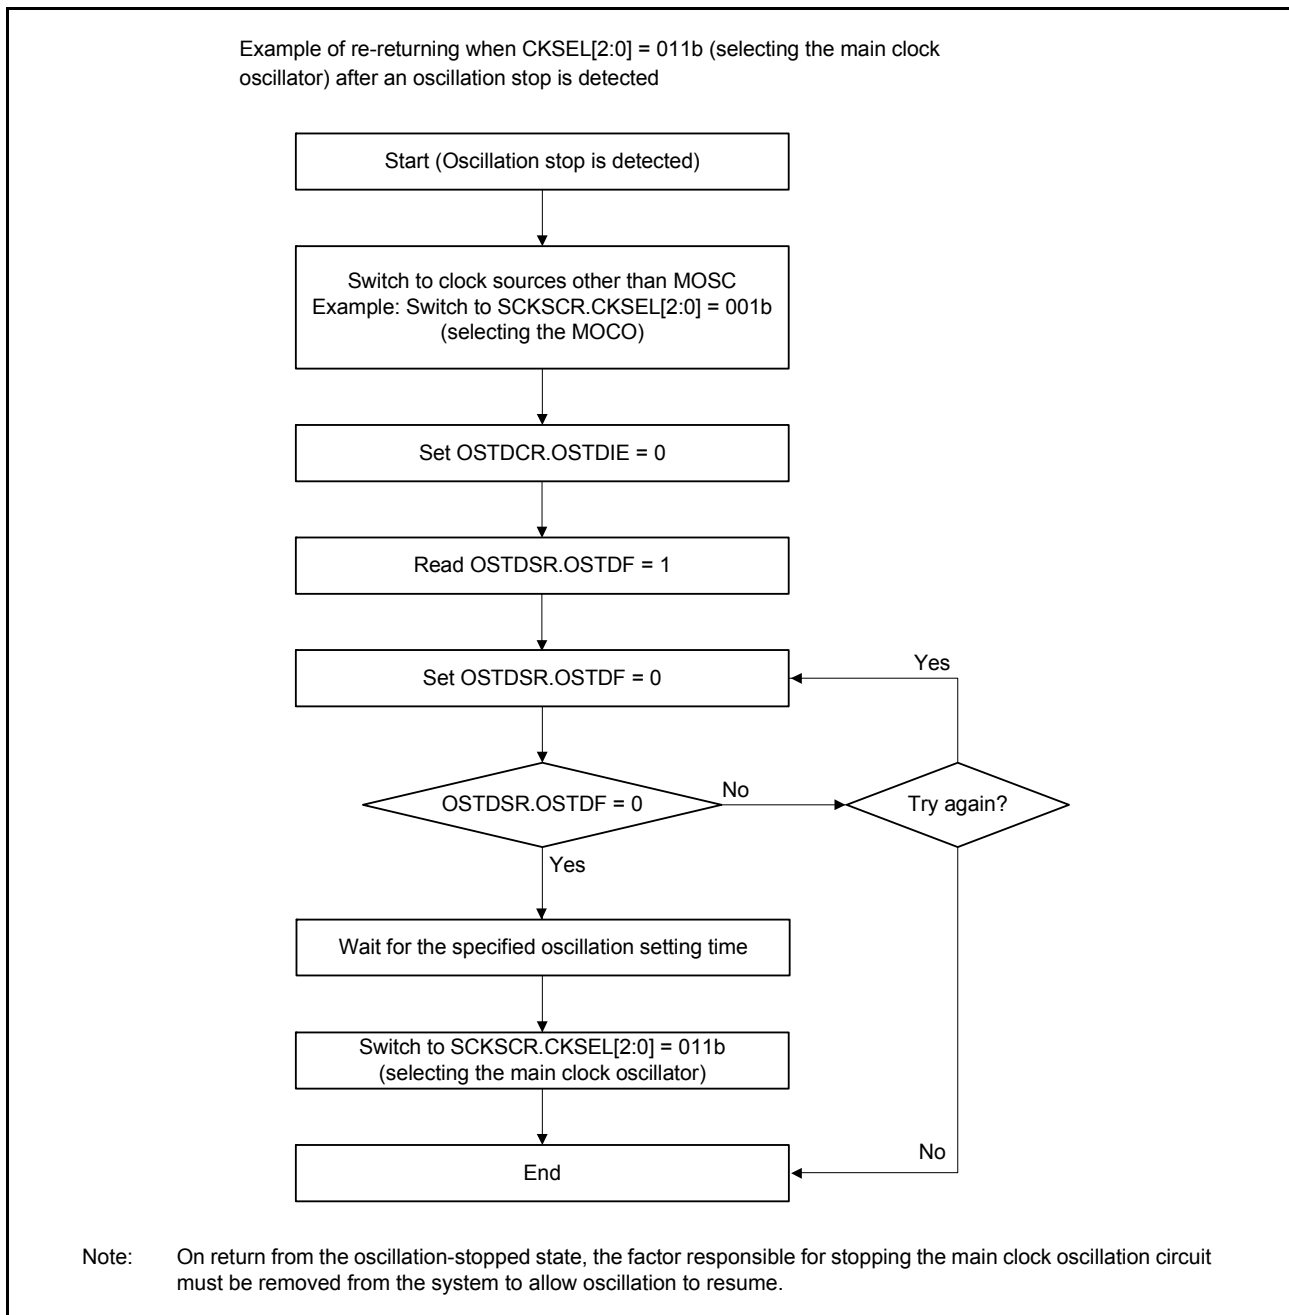 Example of re-returning when CKSEL[2:0] = 011b (selecting the main clock
oscillator) after an oscillation stop is detected
Start (Oscillation stop is detected)
Switch to clock sources other than MOSC
Example: Switch to SCKSCR.CKSEL[2:0] = 001b
(selecting the MOCO)
Set OSTDCR.OSTDIE = 0
Read OSTDSR.OSTDF = 1
Set OSTDSR.OSTDF = 0
Yes
OSTDSR.OSTDF = 0
No
Try again?
Yes
Wait for the specified oscillation setting time
Switch to SCKSCR.CKSEL[2:0] = 011b
(selecting the main clock oscillator)
No
End
Note: On return from the oscillation-stopped state, the factor responsible for stopping the main clock oscillation circuit
must be removed from the system to allow oscillation to resume.